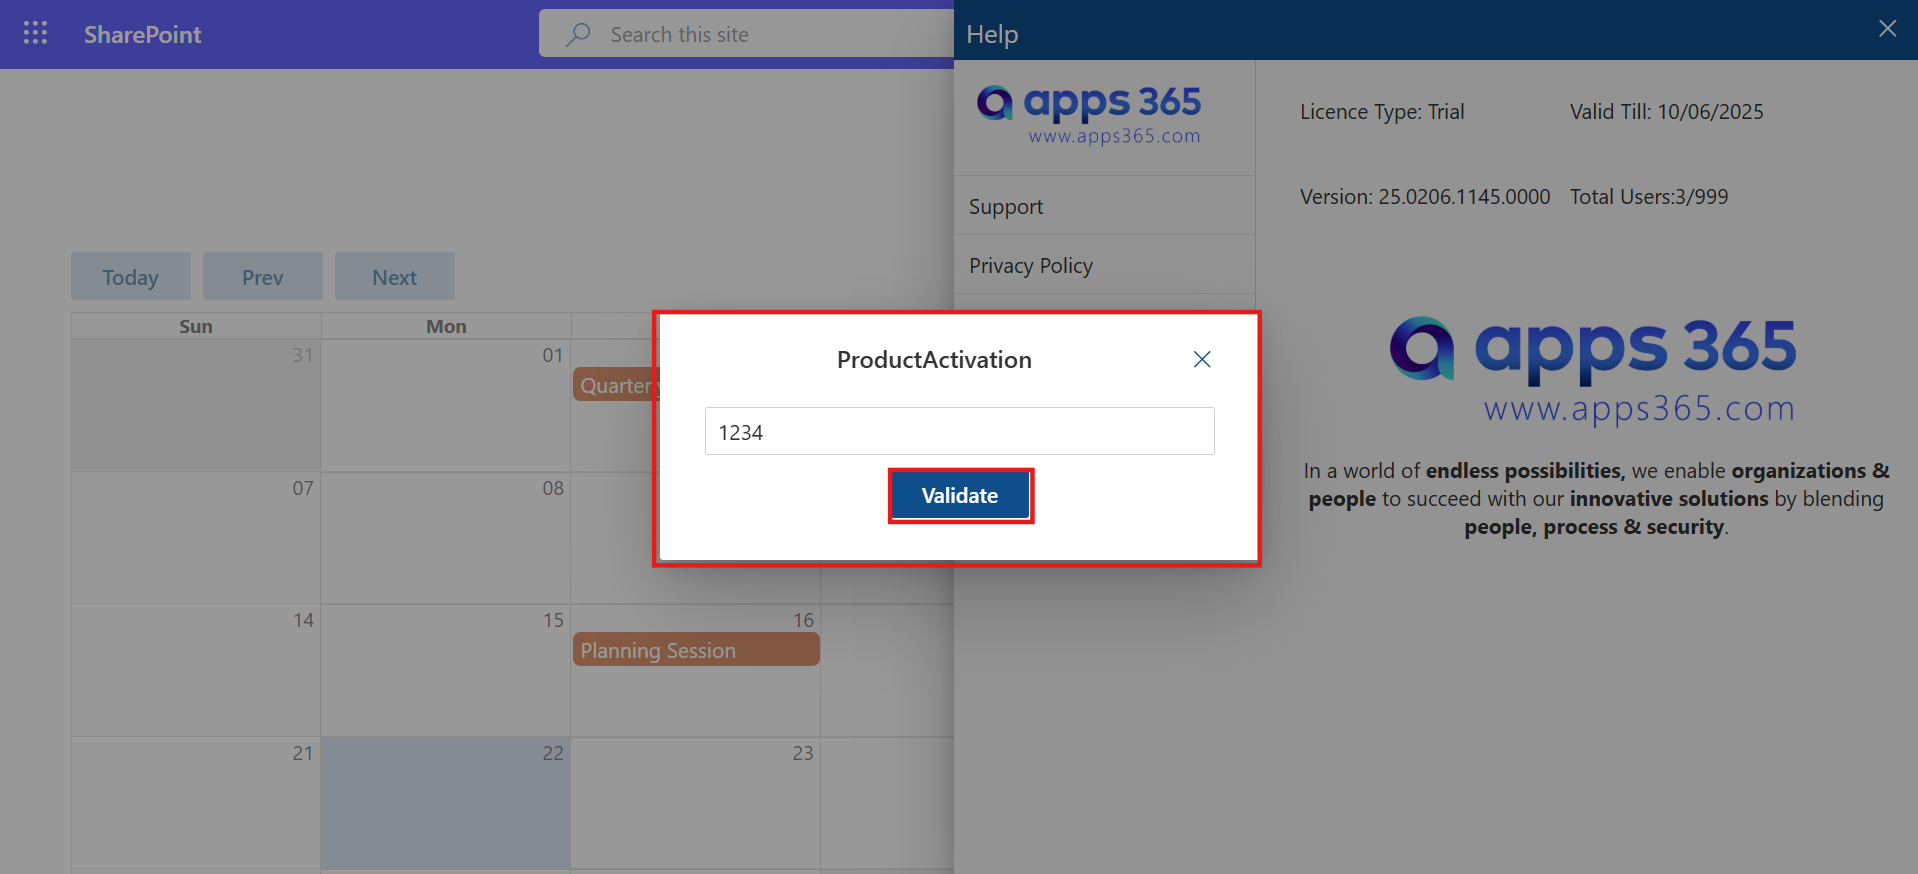 SharePoint
Search this site
Help
apps 365
www.apps365.com
Licence Type: Trial
Valid Till: 10/06/2025
Version: 25.0206.1145.0000
Total Users:3/999
Support
Privacy Policy
Today
Prev
Next
Sun
Mon
31
01
Quarterly
07
08
14
15
16
Planning Session
21
22
23
ProductActivation
1234
Validate
apps 365
www.apps365.com
In a world of endless possibilities, we enable organizations &
people to succeed with our innovative solutions by blending
people, process & security.